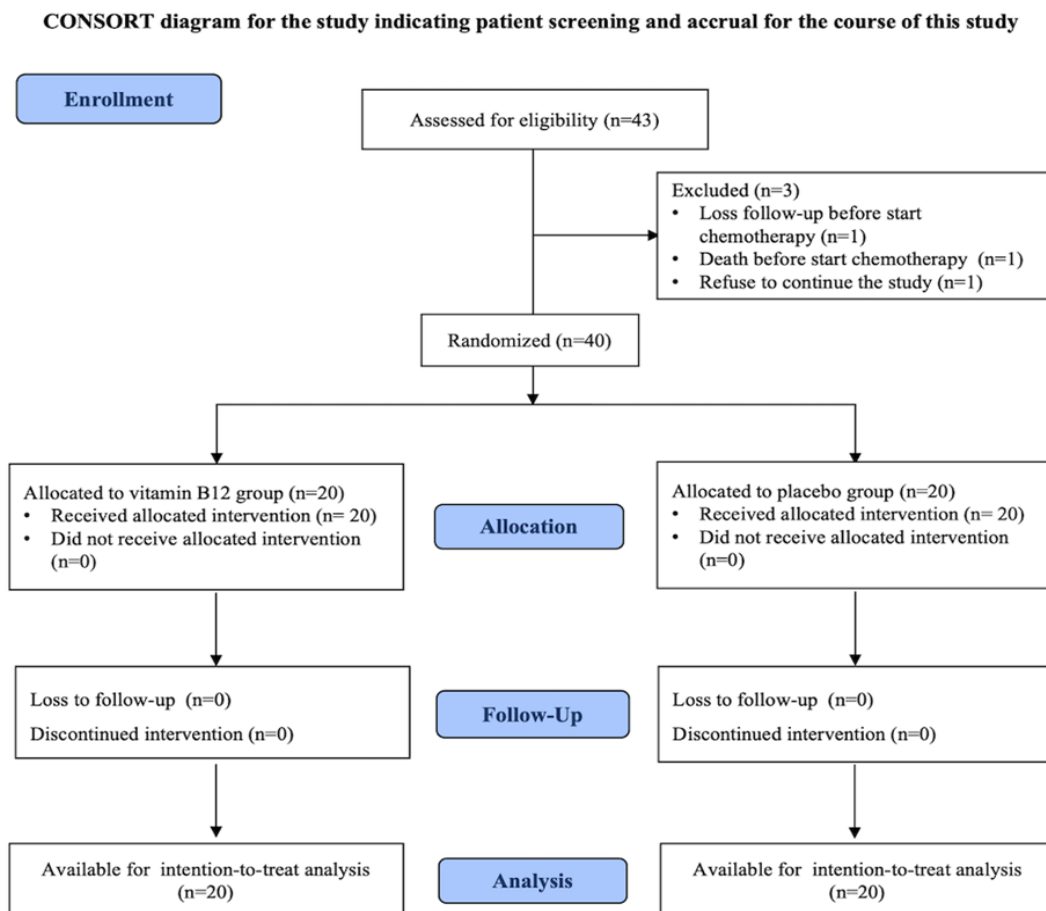 CONSORT diagram for the study indicating patient screening and accrual for the course of this study
Enrollment
Assessed for eligibility (n=43)
Excluded (n=3)
• Loss follow-up before start
chemotherapy (n=1)
• Death before start chemotherapy (n=1)
• Refuse to continue the study (n=1)
Randomized (n=40)
Allocated to vitamin B12 group (n=20)
• Received allocated intervention (n= 20)
• Did not receive allocated intervention
(n=0)
Allocation
Allocated to placebo group (n=20)
• Received allocated intervention (n= 20)
• Did not receive allocated intervention
(n=0)
Loss to follow-up (n=0)
Discontinued intervention (n=0)
Follow-Up
Loss to follow-up (n=0)
Discontinued intervention (n=0)
Available for intention-to-treat analysis
(n=20)
Analysis
Available for intention-to-treat analysis
(n=20)